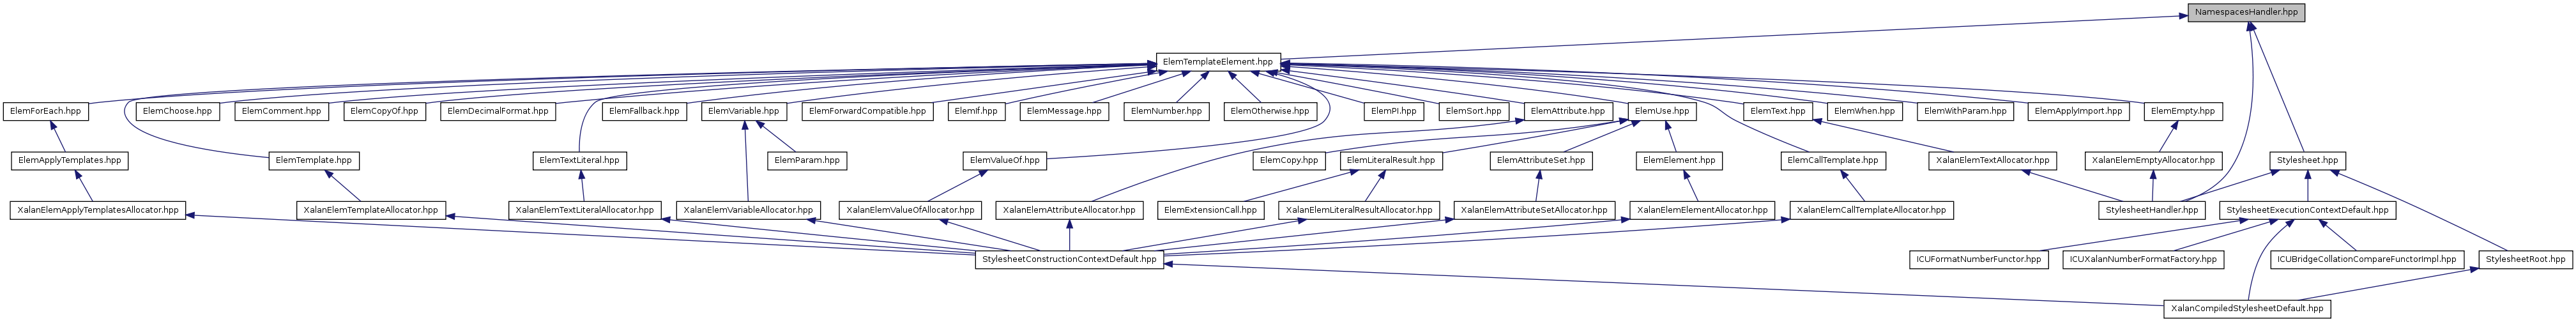 NamespacesHandler.hpp
ElemTemplateElement.hpp
ElemForEach.hpp
ElemChoose.hpp
ElemComment.hpp
ElemCopyOf.hpp
ElemDecimalFormat.hpp
ElemFallback.hpp
ElemVariable.hpp
ElemForwardCompatible.hpp
ElemIf.hpp
ElemMessage.hpp
ElemNumber.hpp
ElemOtherwise.hpp
ElemPI.hpp
ElemSort.hpp
ElemAttribute.hpp
ElemUse.hpp
ElemText.hpp
ElemWhen.hpp
ElemWithParam.hpp
ElemApplyImport.hpp
ElemEmpty.hpp
ElemApplyTemplates.hpp
ElemTemplate.hpp
ElemTextLiteral.hpp
ElemParam.hpp
ElemValueOf.hpp
ElemCopy.hpp
ElemLiteralResult.hpp
ElemAttributeSet.hpp
ElemElement.hpp
ElemCallTemplate.hpp
XalanElemTextAllocator.hpp
XalanElemEmptyAllocator.hpp
Stylesheet.hpp
XalanElemApplyTemplatesAllocator.hpp
XalanElemTemplateAllocator.hpp
XalanElemTextLiteralAllocator.hpp
XalanElemVariableAllocator.hpp
XalanElemValueOfAllocator.hpp
XalanElemAttributeAllocator.hpp
ElemExtensionCall.hpp
XalanElemLiteralResultAllocator.hpp
XalanElemAttributeSetAllocator.hpp
XalanElemElementAllocator.hpp
XalanElemCallTemplateAllocator.hpp
StylesheetHandler.hpp
StylesheetExecutionContextDefault.hpp
StylesheetConstructionContextDefault.hpp
ICUFormatNumberFunctor.hpp
ICUXalanNumberFormatFactory.hpp
ICUBridgeCollationCompareFunctorImpl.hpp
StylesheetRoot.hpp
XalanCompiledStylesheetDefault.hpp